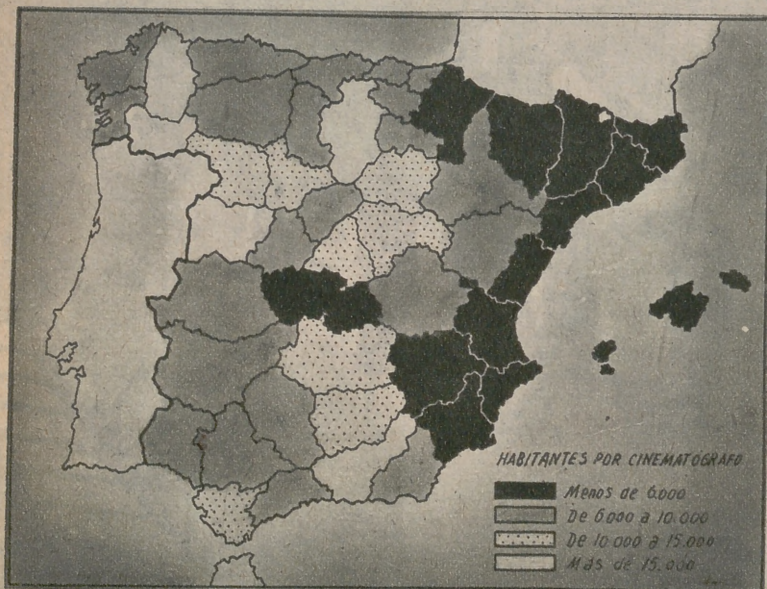 HABITANTES POR CINEMATOGRAFO
Menos de 6.000
De 6.000 a 10.000
De 10.000 a 15.000
Más de 15.000